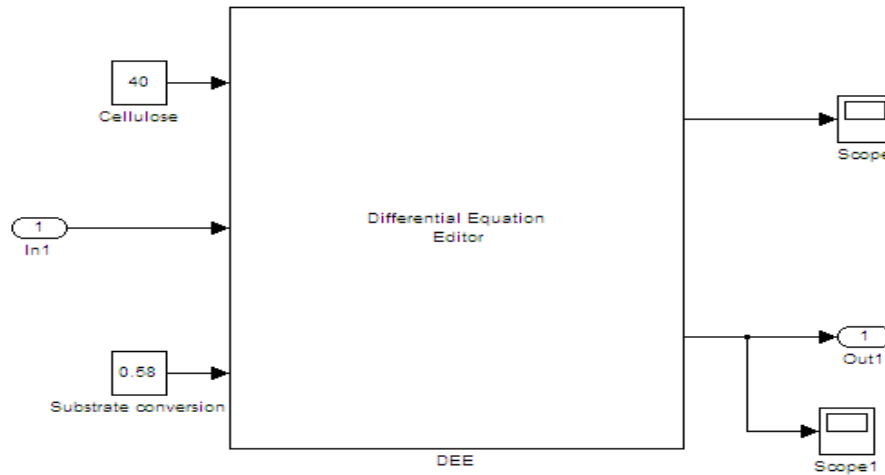 40
Cellulose
Scope
Differential Equation
Editor
1
In1
0.58
Substrate conversion
1
Out1
Scope1
DEE